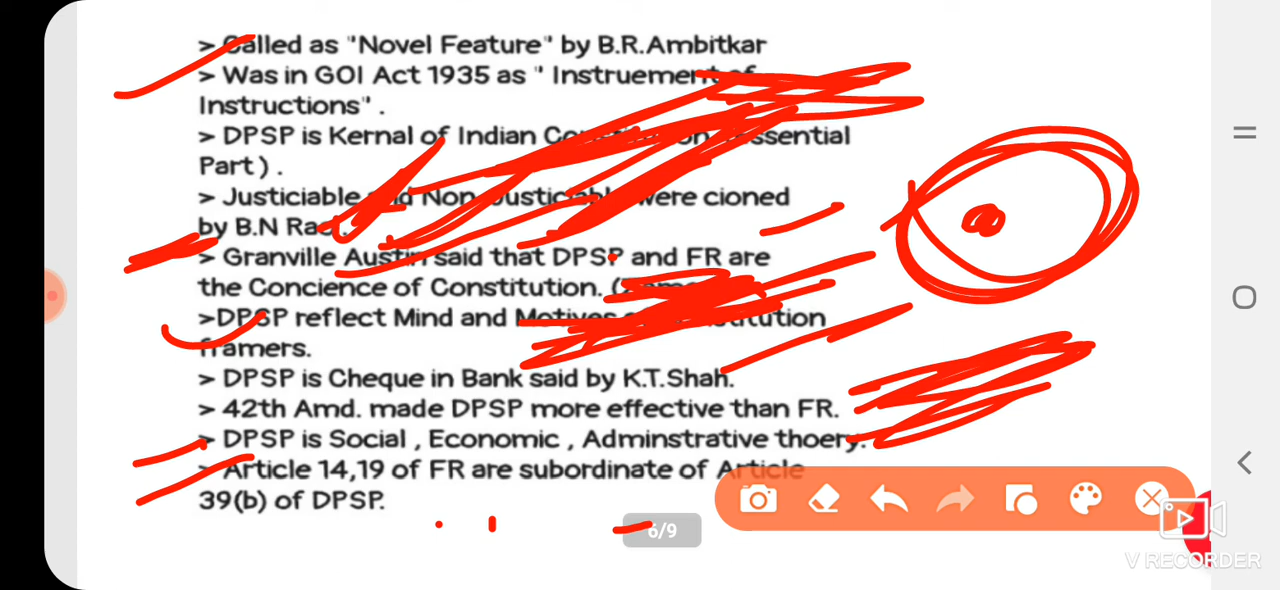 > Called as "Novel Feature" by B.R.Ambitkar
> Was in GOI Act 1935 as " Instruement of
Instructions" .
> DPSP is Kernal of Indian Constitution (essential
Part ) .
> Justiciable and Non Justiciable were cioned
by B.N Rao .
> Granville Austin said that DPSP and FR are
the Concience of Constitution. (
>DPSP reflect Mind and Motives of Constitution
framers.
> DPSP is Cheque in Bank said by K.T.Shah.
> 42th Amd. made DPSP more effective than FR.
> DPSP is Social , Economic , Adminstrative thoery.
> Article 14,19 of FR are subordinate of Article
39(b) of DPSP.
6/9
V RECORDER